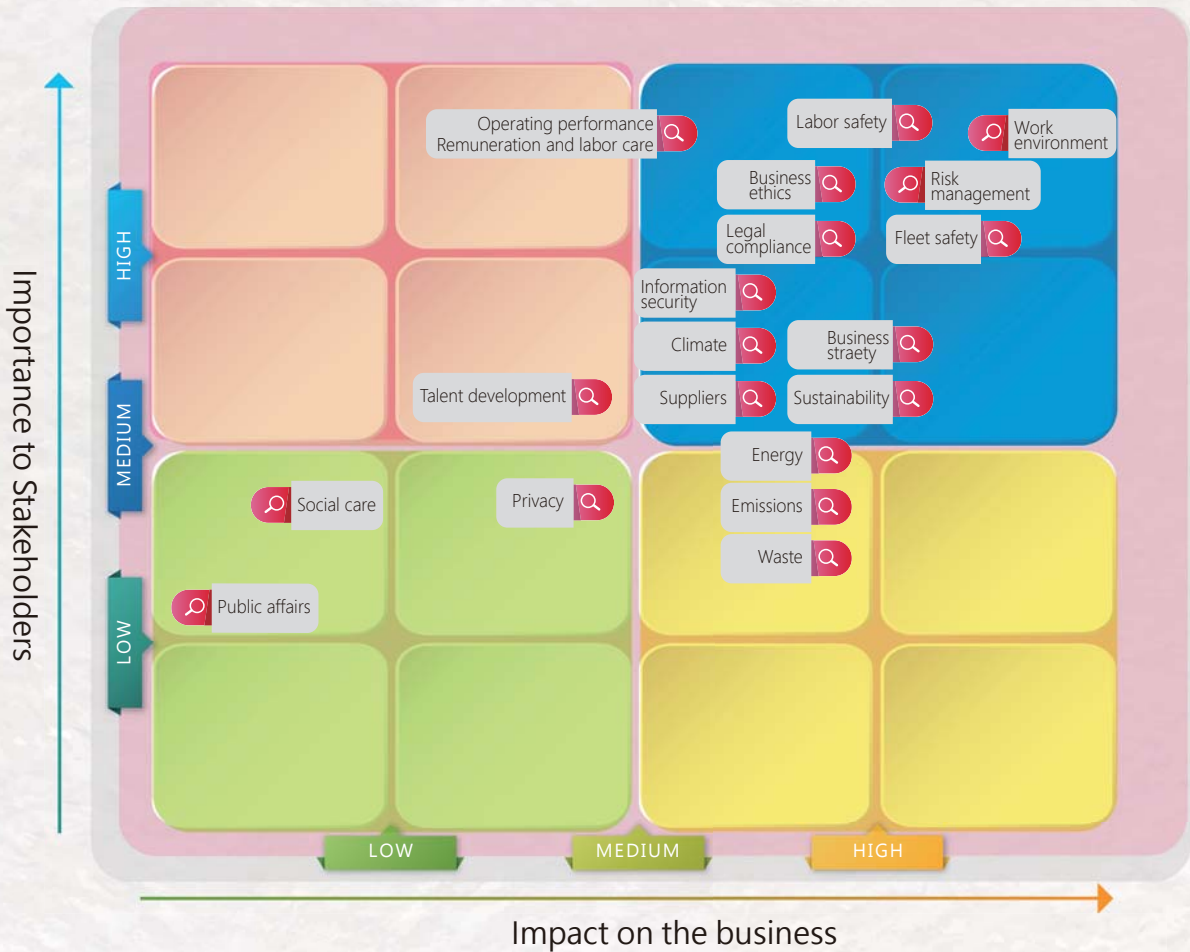 Importance to Stakeholders
HIGH
MEDIUM
LOW
Operating performance
Remuneration and labor care
Labor safety
Work
environment
Business
ethics
Risk
management
Legal
compliance
Fleet safety
Information
security
Climate
Business
straety
Talent development
Suppliers
Sustainability
Energy
Social care
Privacy
Emissions
Waste
Public affairs
LOW
MEDIUM
HIGH
Impact on the business